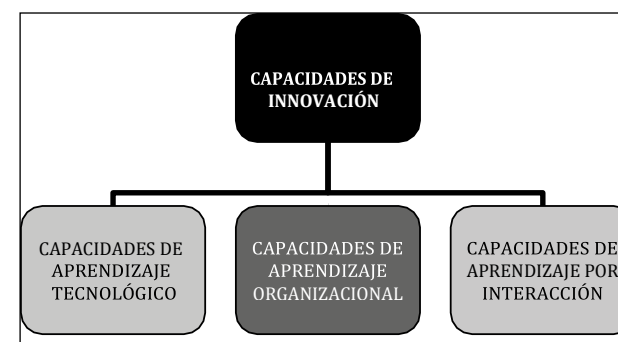 CAPACIDADES DE
INNOVACIÓN
CAPACIDADES DE
APRENDIZAJE
TECNOLÓGICO
CAPACIDADES DE
APRENDIZAJE
ORGANIZACIONAL
CAPACIDADES DE
APRENDIZAJE POR
INTERACCIÓN